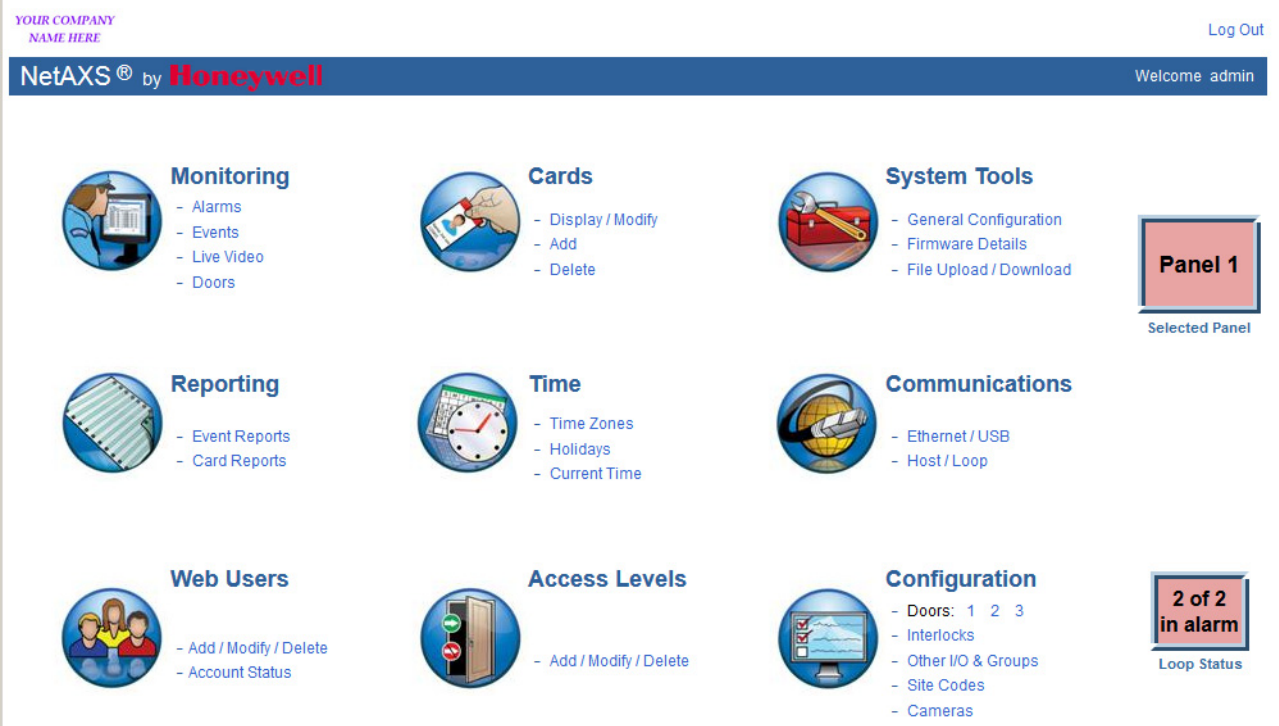 YOUR COMPANY
NAME HERE
Log Out
NetAXS ® by Honeywell
Welcome admin
Monitoring
- Alarms
- Events
- Live Video
- Doors
Cards
- Display / Modify
- Add
- Delete
System Tools
- General Configuration
- Firmware Details
- File Upload / Download
Panel 1
Selected Panel
Reporting
- Event Reports
- Card Reports
Time
- Time Zones
- Holidays
- Current Time
Communications
- Ethernet / USB
- Host / Loop
Web Users
- Add / Modify / Delete
- Account Status
Access Levels
- Add / Modify / Delete
Configuration
- Doors: 1 2 3
- Interlocks
- Other I/O & Groups
- Site Codes
- Cameras
2 of 2
in alarm
Loop Status